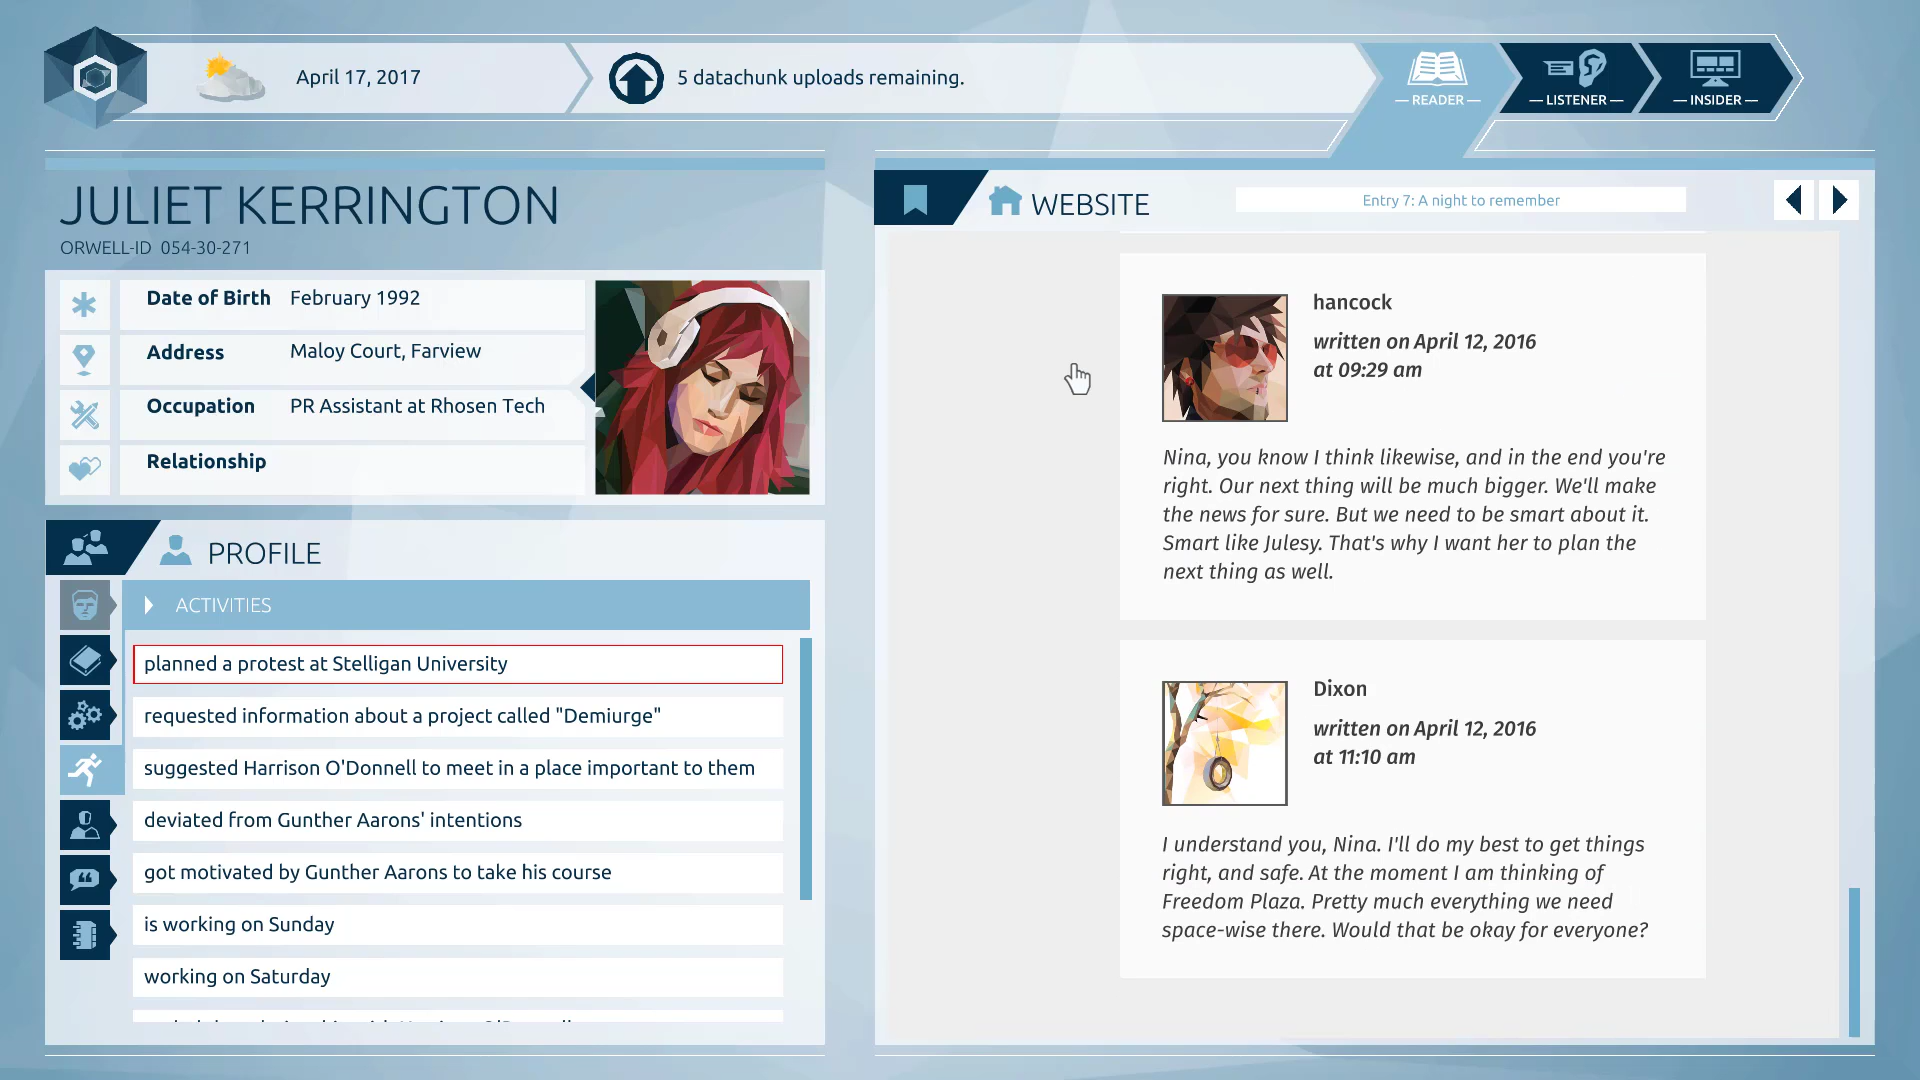 April 17, 2017
5 datachunk uploads remaining.
READER
LISTENER
INSIDER
JULIET KERRINGTON
ORWELL-ID 054-30-271
Date of Birth February 1992
Address Maloy Court, Farview
Occupation PR Assistant at Rhosen Tech
Relationship
PROFILE
ACTIVITIES
planned a protest at Stelligan University
requested information about a project called "Demiurge"
suggested Harrison O'Donnell to meet in a place important to them
deviated from Gunther Aarons' intentions
got motivated by Gunther Aarons to take his course
is working on Sunday
working on Saturday
WEBSITE
Entry 7: A night to remember
hancock
written on April 12, 2016
at 09:29 am
Nina, you know I think likewise, and in the end you're
right. Our next thing will be much bigger. We'll make
the news for sure. But we need to be smart about it.
Smart like Julesy. That's why I want her to plan the
next thing as well.
Dixon
written on April 12, 2016
at 11:10 am
I understand you, Nina. I'll do my best to get things
right, and safe. At the moment I am thinking of
Freedom Plaza. Pretty much everything we need
space-wise there. Would that be okay for everyone?